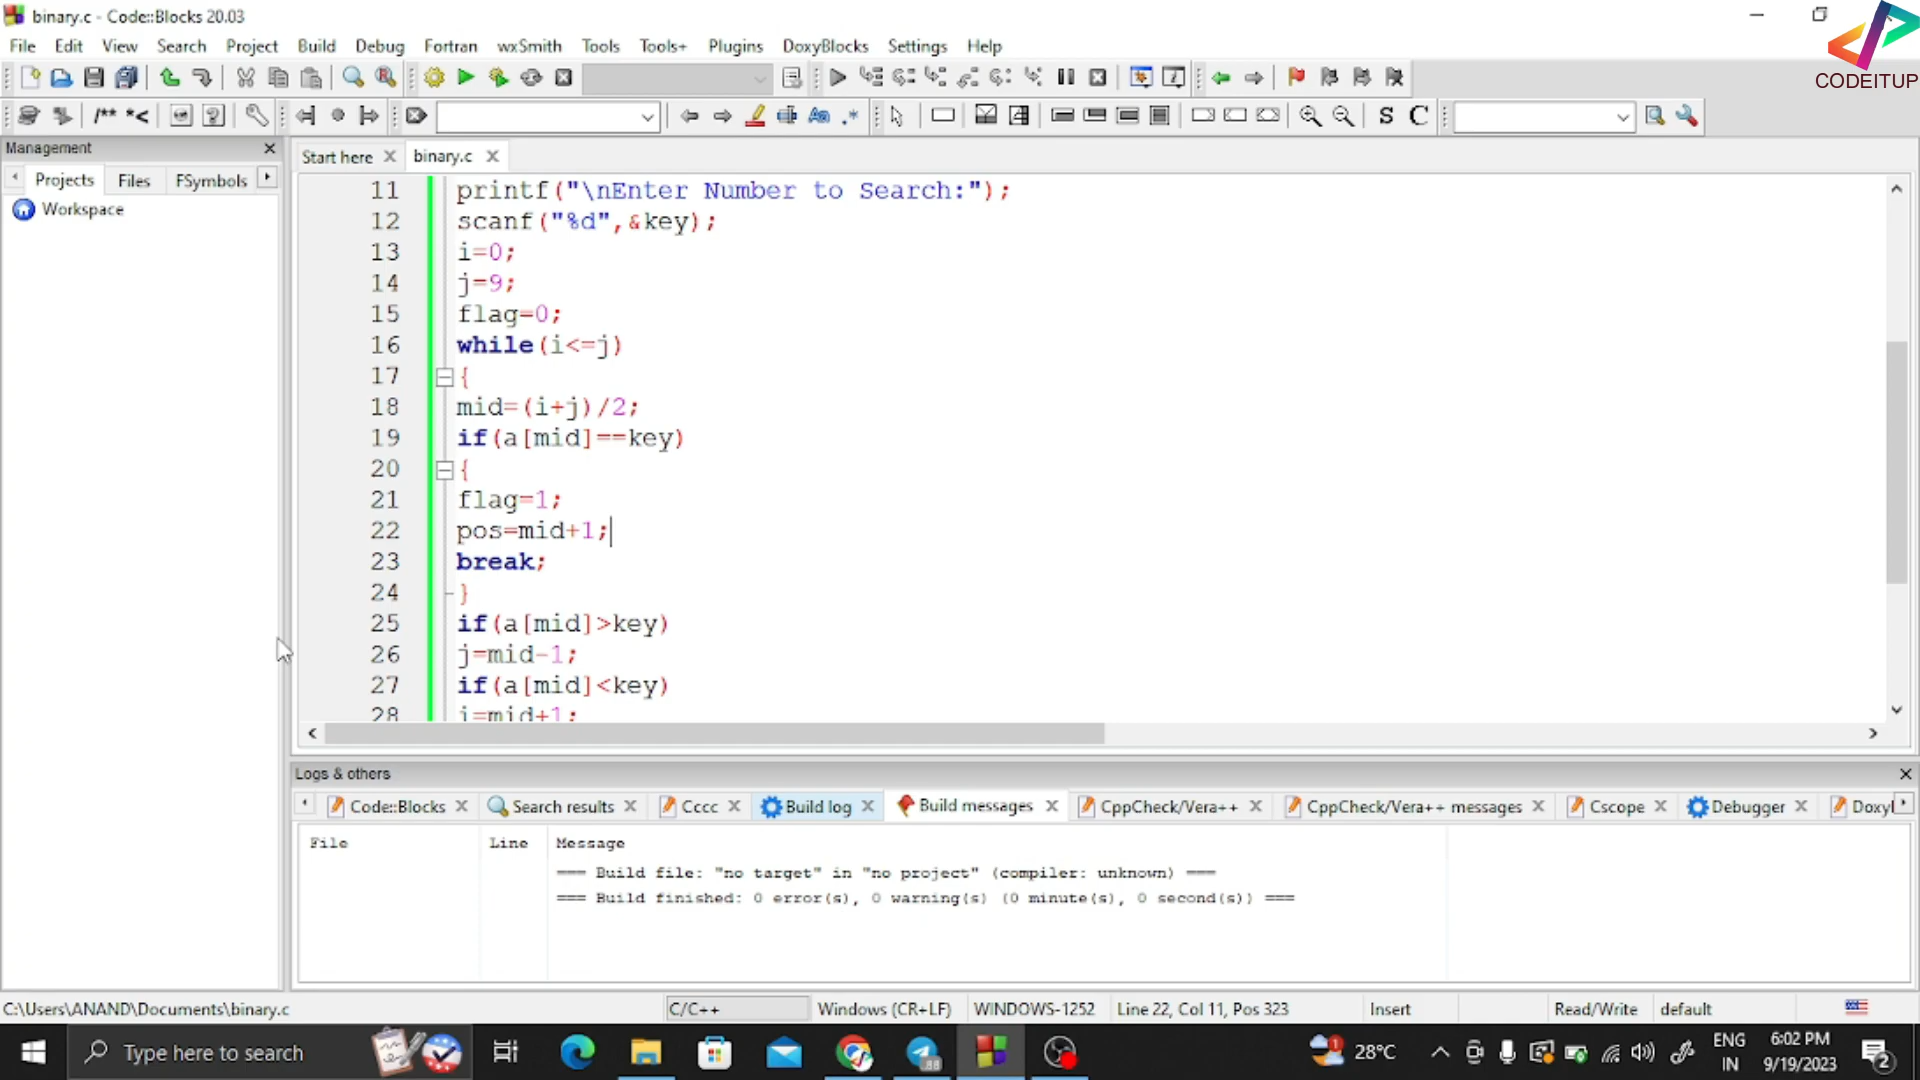 binary.c - Code::Blocks 20.03
File Edit View Search Project Build Debug Fortran wxSmith Tools Tools+ Plugins DoxyBlocks Settings Help
CODEITUP
/** *<
S C
Management
Projects Files FSymbols
Workspace
Start here binary.c
11 printf("\nEnter Number to Search:");
12 scanf("%d",&key);
13 i=0;
14 j=9;
15 flag=0;
16 while(i<=j)
17 {
18 mid=(i+j)/2;
19 if(a[mid]==key)
20 {
21 flag=1;
22 pos=mid+1;
23 break;
24 }
25 if(a[mid]>key)
26 j=mid-1;
27 if(a[mid]<key)
28 i=mid+1;
Logs & others
Code::Blocks Search results Cccc Build log Build messages CppCheck/Vera++ CppCheck/Vera++ messages Cscope Debugger Doxyl
File Line Message
=== Build file: "no target" in "no project" (compiler: unknown) ===
=== Build finished: 0 error(s), 0 warning(s) (0 minute(s), 0 second(s)) ===
C:\Users\ANAND\Documents\binary.c C/C++ Windows (CR+LF) WINDOWS-1252 Line 22, Col 11, Pos 323 Insert Read/Write default
Type here to search
28°C
ENG
IN
6:02 PM
9/19/2023
2